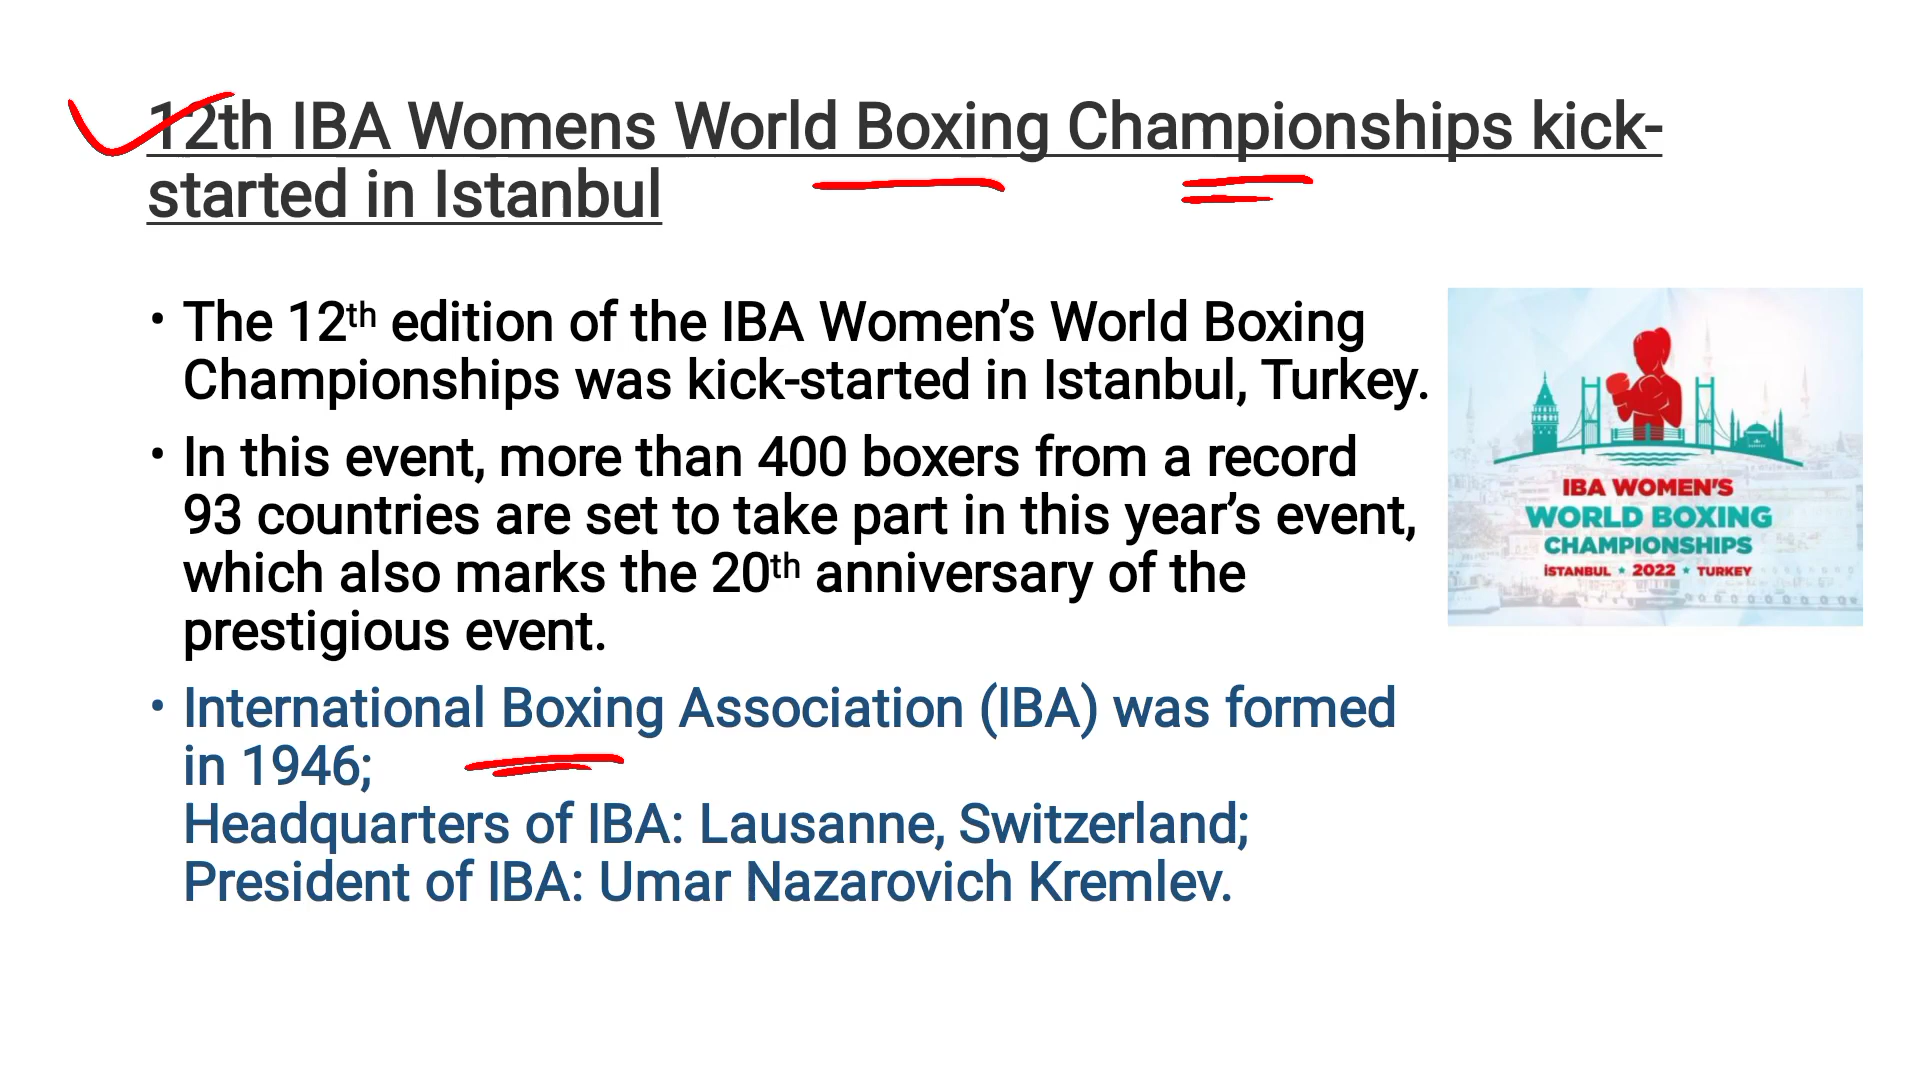 12th IBA Womens World Boxing Championships kick-
started in Istanbul
• The 12th edition of the IBA Women’s World Boxing
Championships was kick-started in Istanbul, Turkey.
• In this event, more than 400 boxers from a record
93 countries are set to take part in this year’s event,
which also marks the 20th anniversary of the
prestigious event.
• International Boxing Association (IBA) was formed
in 1946;
Headquarters of IBA: Lausanne, Switzerland;
President of IBA: Umar Nazarovich Kremlev.
IBA WOMEN'S
WORLD BOXING
CHAMPIONSHIPS
İSTANBUL ★ 2022 ★ TURKEY